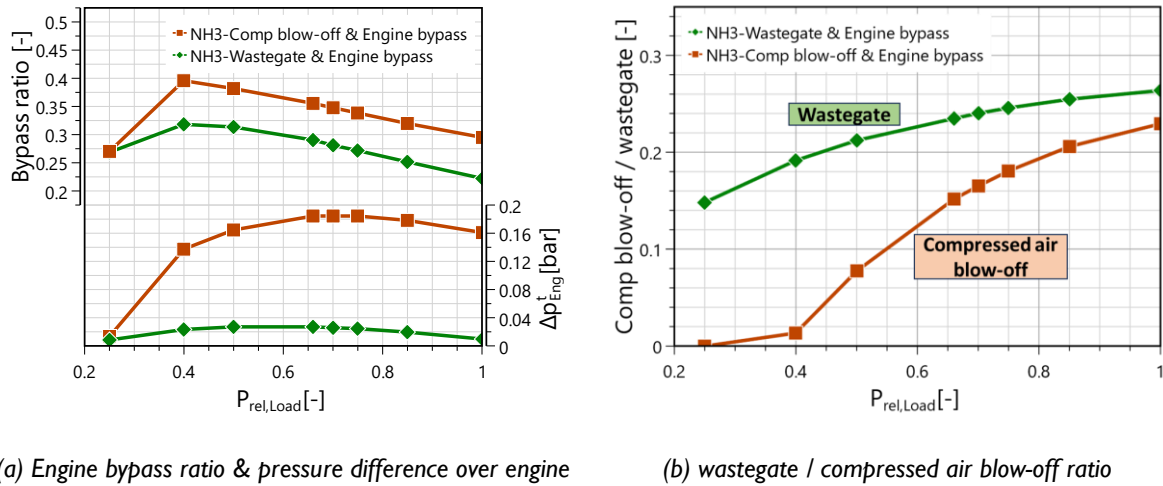 NH3-Comp blow-off & Engine bypass
NH3-Wastegate & Engine bypass
Bypass ratio [-]
0.5
0.45
0.4
0.35
0.3
0.25
0.2
0.2
0.16
0.12
0.08
0.04
0
Δp^t_Eng[bar]
0.2
0.4
0.6
0.8
1
P_rel,Load[-]
NH3-Wastegate & Engine bypass
NH3-Comp blow-off & Engine bypass
Comp blow-off / wastegate [-]
0.3
0.2
0.1
0
Wastegate
Compressed air
blow-off
0.2
0.4
0.6
0.8
1
P_rel,Load[-]
(a) Engine bypass ratio & pressure difference over engine
(b) wastegate / compressed air blow-off ratio